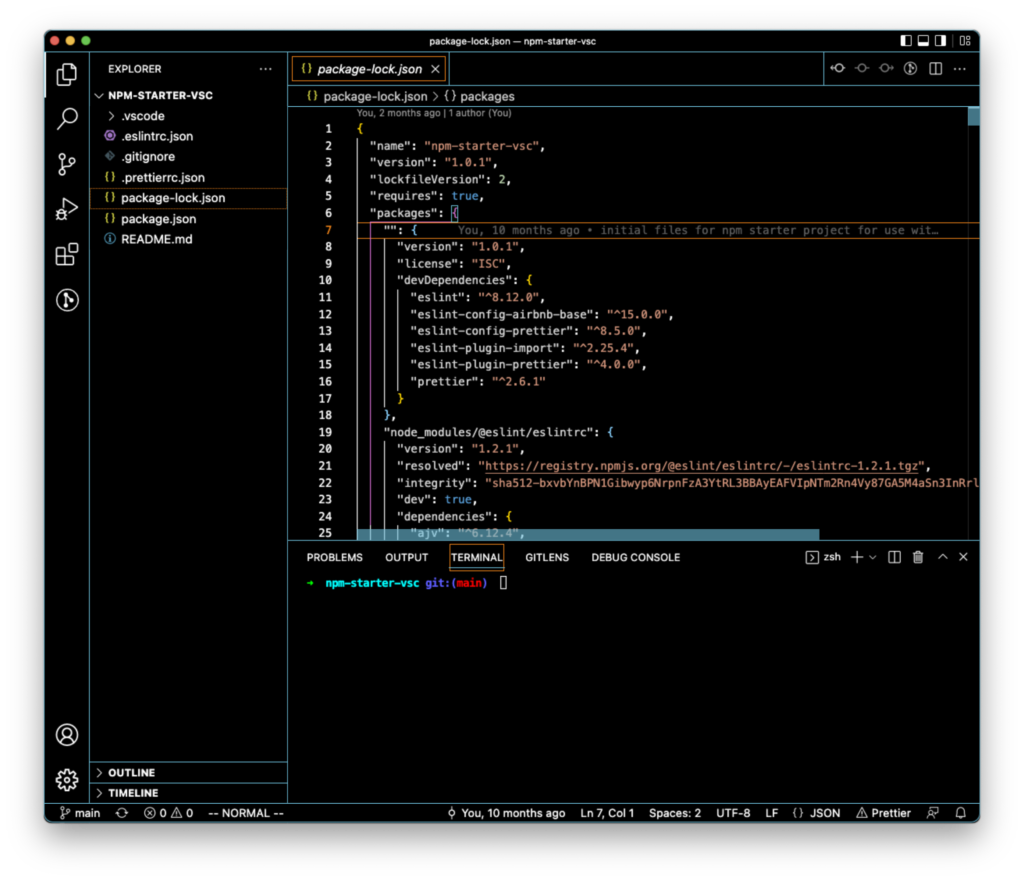 package-lock.json — npm-starter-vsc
EXPLORER
NPM-STARTER-VSC
.vscode
.eslintrc.json
.gitignore
{} .prettierrc.json
{} package-lock.json
{} package.json
README.md
OUTLINE
TIMELINE
{} package-lock.json
{} package-lock.json > {} packages
You, 2 months ago | 1 author (You)
1 {
2 "name": "npm-starter-vsc",
3 "version": "1.0.1",
4 "lockfileVersion": 2,
5 "requires": true,
6 "packages": {
7 "": { You, 10 months ago • initial files for npm starter project for use wit…
8 "version": "1.0.1",
9 "license": "ISC",
10 "devDependencies": {
11 "eslint": "^8.12.0",
12 "eslint-config-airbnb-base": "^15.0.0",
13 "eslint-config-prettier": "^8.5.0",
14 "eslint-plugin-import": "^2.25.4",
15 "eslint-plugin-prettier": "^4.0.0",
16 "prettier": "^2.6.1"
17 }
18 },
19 "node_modules/@eslint/eslintrc": {
20 "version": "1.2.1",
21 "resolved": "https://registry.npmjs.org/@eslint/eslintrc/-/eslintrc-1.2.1.tgz",
22 "integrity": "sha512-bxvbYnBPN1Gibwyp6NrpnFzA3YtRL3BBAyEAFVIpNTm2Rn4Vy87GA5M4aSn3InRrl
23 "dev": true,
24 "dependencies": {
25 "ajv": "^6.12.4",
PROBLEMS OUTPUT TERMINAL GITLENS DEBUG CONSOLE zsh
npm-starter-vsc git:(main)
main 0 0 -- NORMAL -- You, 10 months ago Ln 7, Col 1 Spaces: 2 UTF-8 LF {} JSON Prettier